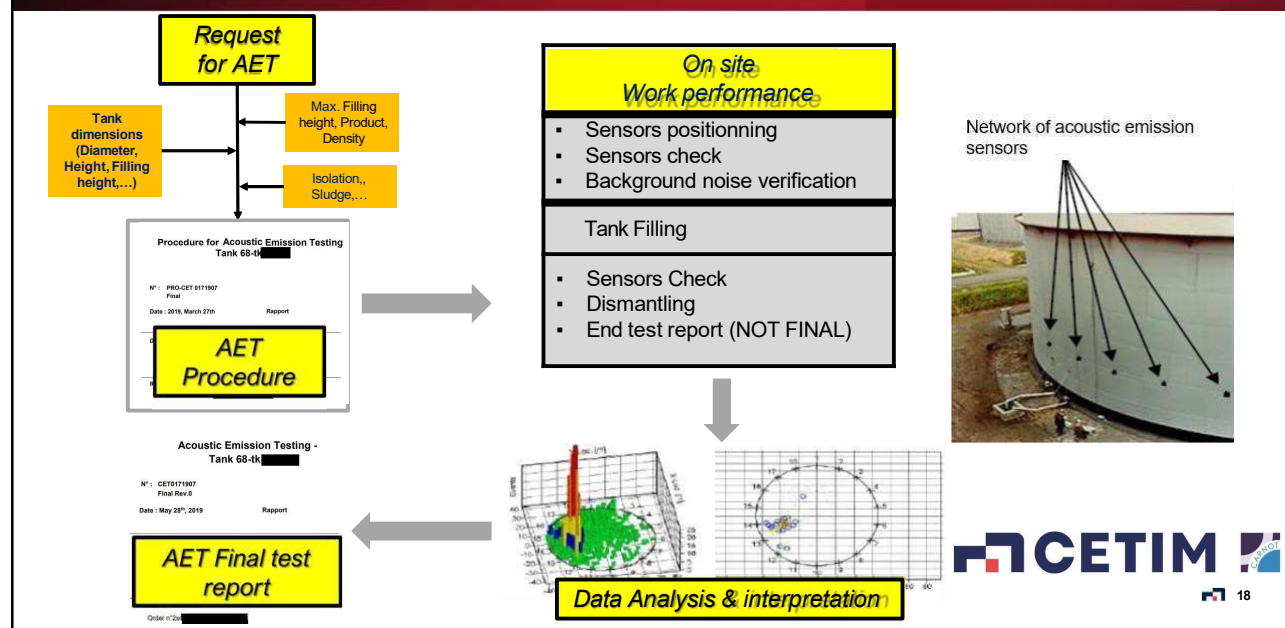 Request
for AET
Tank
dimensions
(Diameter,
Height, Filling
height,…)
Max. Filling
height, Product,
Density
Isolation,,
Sludge,…
Procedure for Acoustic Emission Testing
Tank 68-tk
N° : PRO-CET 0171907
Final
Date : 2019, March 27th Rapport
AET
Procedure
On site
Work performance
▪ Sensors positionning
▪ Sensors check
▪ Background noise verification
Tank Filling
▪ Sensors Check
▪ Dismantling
▪ End test report (NOT FINAL)
Network of acoustic emission
sensors
Acoustic Emission Testing -
Tank 68-tk
N° : CET0171907
Final Rev.0
Date : May 28th, 2019 Rapport
AET Final test
report
Events
Data Analysis & interpretation
CETIM
CARNOT
18